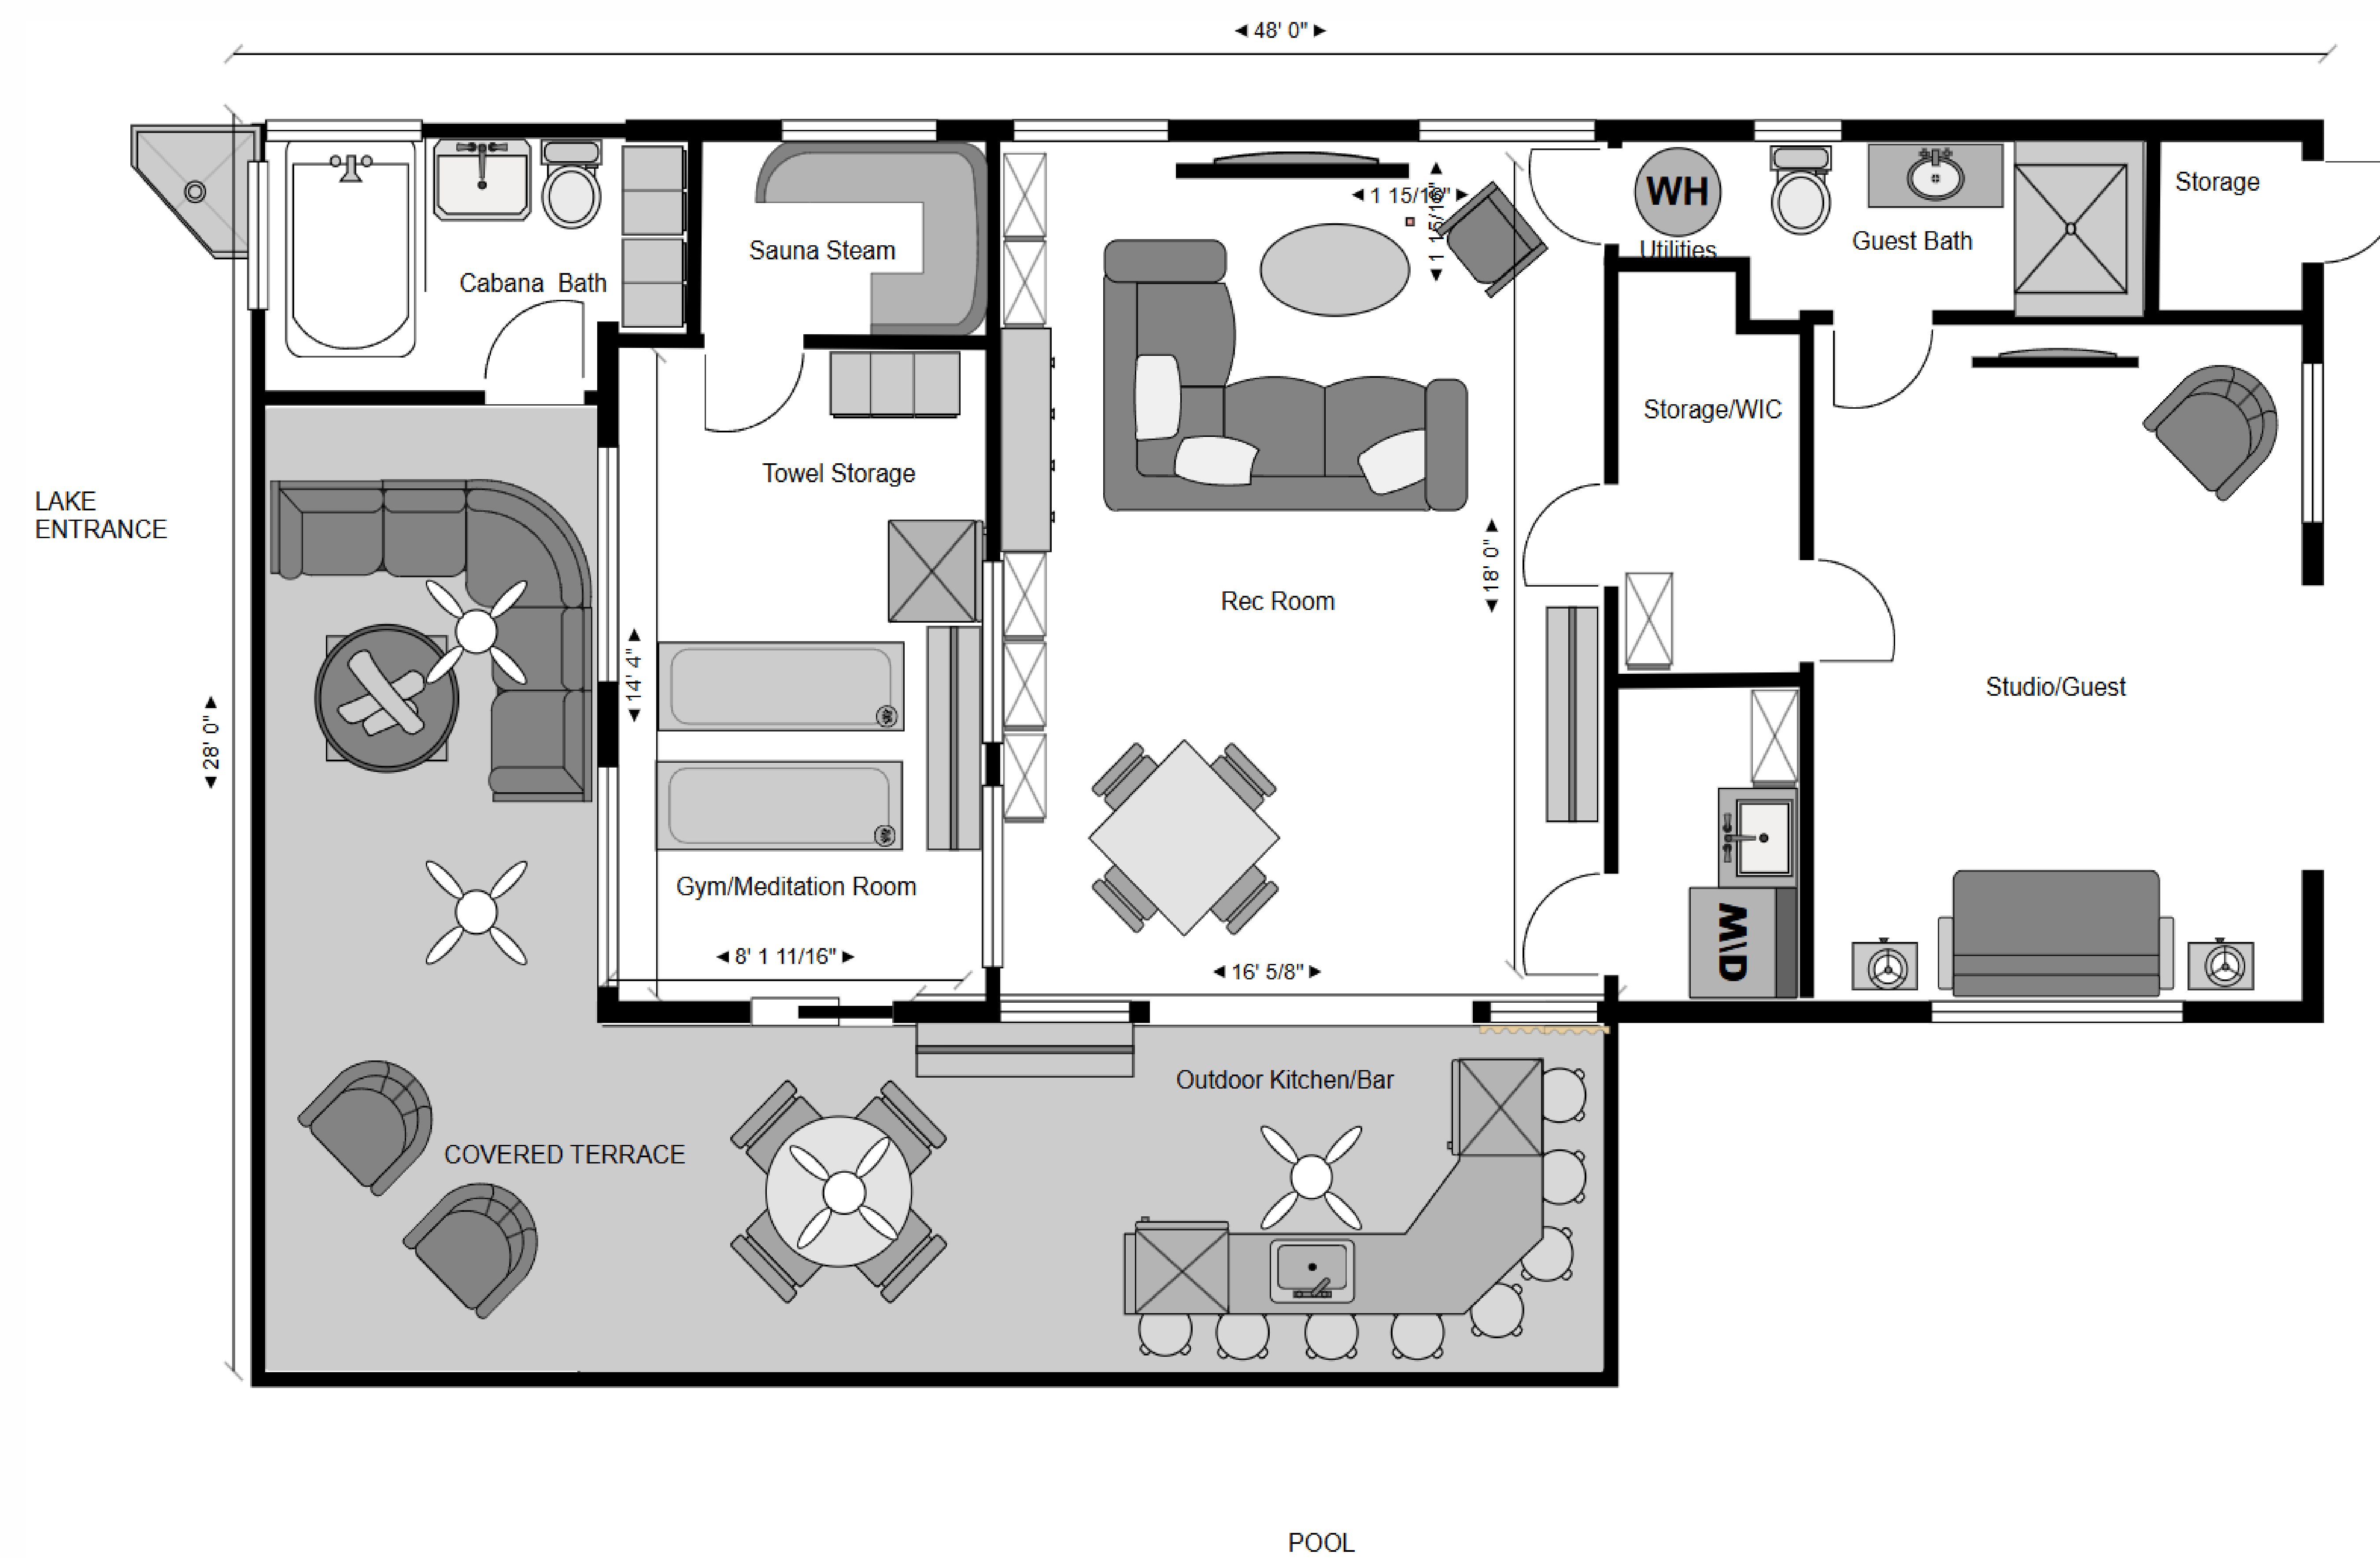 48' 0"
WH
Storage
1 15/16"
1 15/16"
Utilities
Guest Bath
Sauna Steam
Cabana Bath
Storage/WIC
Towel Storage
LAKE
ENTRANCE
18' 0"
Rec Room
14' 4"
Studio/Guest
28' 0"
Gym/Meditation Room
W\D
8' 1 11/16"
16' 5/8"
Outdoor Kitchen/Bar
COVERED TERRACE
POOL